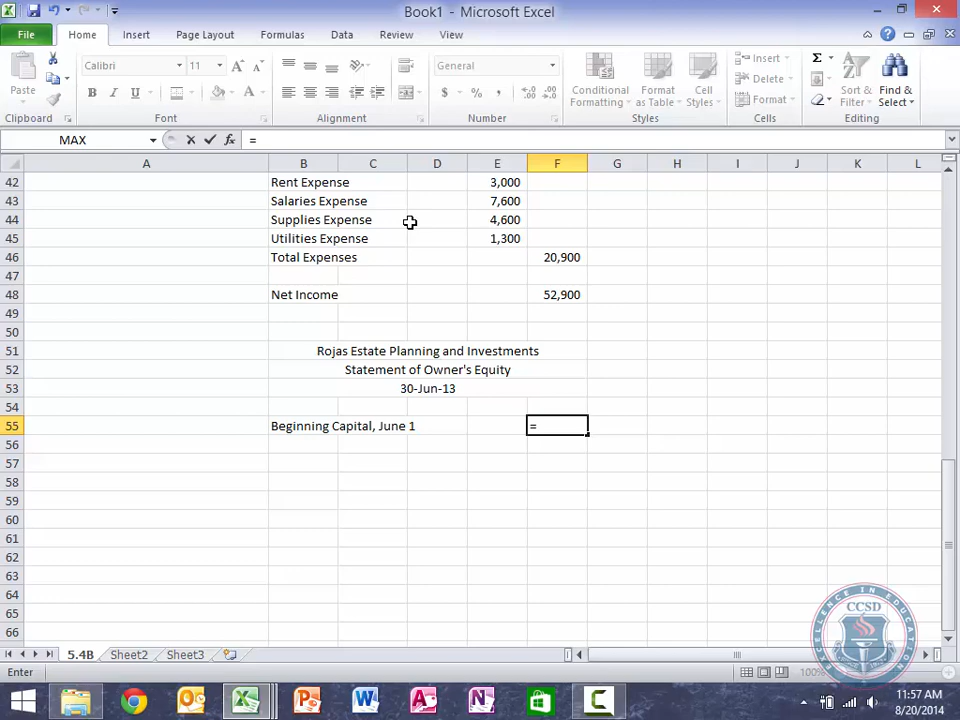 Book1 - Microsoft Excel
File Home Insert Page Layout Formulas Data Review View
Paste
Calibri 11
B I U A
General
$ % ,
Conditional Formatting
Format as Table
Cell Styles
Insert
Delete
Format
Σ
Sort & Filter
Find & Select
Clipboard Font Alignment Number Styles Cells Editing
MAX fx =
A B C D E F G H I J K L
42 Rent Expense 3,000
43 Salaries Expense 7,600
44 Supplies Expense 4,600
45 Utilities Expense 1,300
46 Total Expenses 20,900
47
48 Net Income 52,900
49
50
51 Rojas Estate Planning and Investments
52 Statement of Owner's Equity
53 30-Jun-13
54
55 Beginning Capital, June 1 =
56
57
58
59
60
61
62
63
64
65
66
5.4B Sheet2 Sheet3
Enter 100%
CCSD
EXCELLENCE IN EDUCATION
11:57 AM
8/20/2014